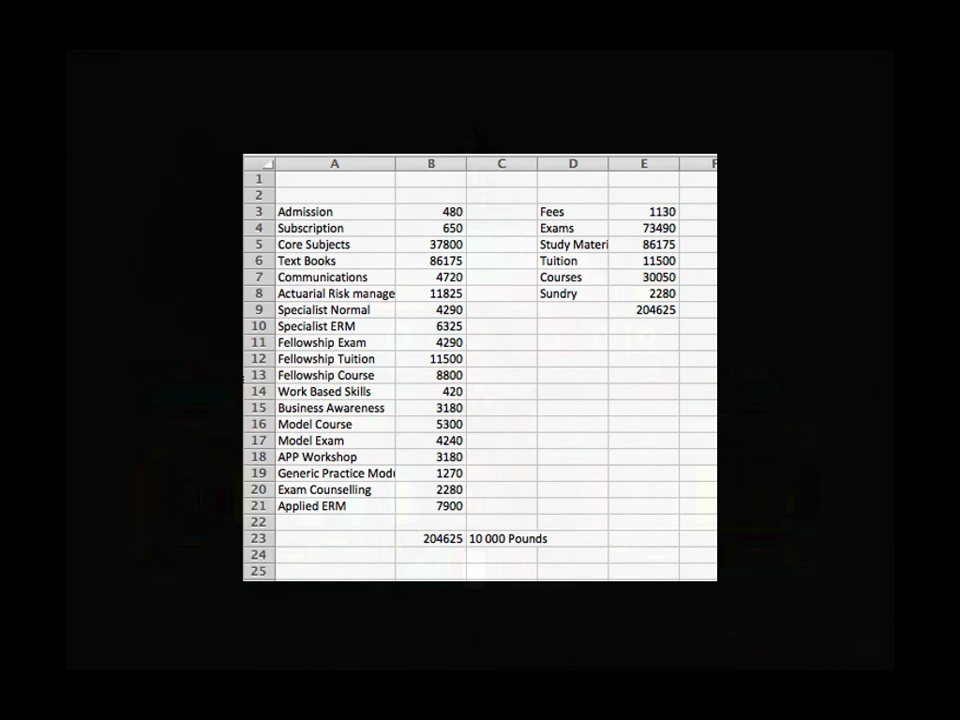 A B C D E F
1
2
3 Admission 480 Fees 1130
4 Subscription 650 Exams 73490
5 Core Subjects 37800 Study Materi 86175
6 Text Books 86175 Tuition 11500
7 Communications 4720 Courses 30050
8 Actuarial Risk manage 11825 Sundry 2280
9 Specialist Normal 4290 204625
10 Specialist ERM 6325
11 Fellowship Exam 4290
12 Fellowship Tuition 11500
13 Fellowship Course 8800
14 Work Based Skills 420
15 Business Awareness 3180
16 Model Course 5300
17 Model Exam 4240
18 APP Workshop 3180
19 Generic Practice Modu 1270
20 Exam Counselling 2280
21 Applied ERM 7900
22
23 204625 10 000 Pounds
24
25